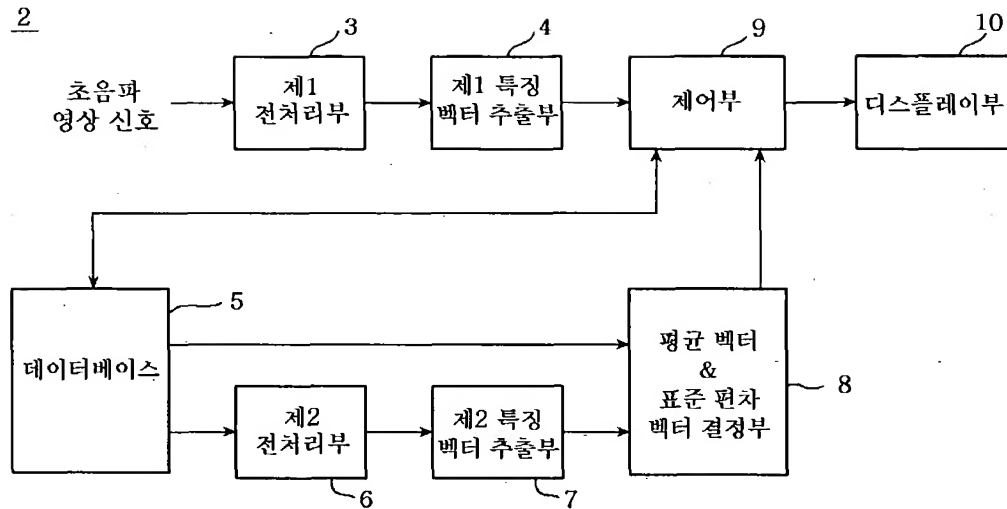 2
3
4
9
10
초음파
영상 신호
제1
전처리부
제1 특징
벡터 추출부
제어부
디스플레이부
5
데이터베이스
평균 벡터
&
표준 편차
벡터 결정부
8
제2
전처리부
제2 특징
벡터 추출부
6
7